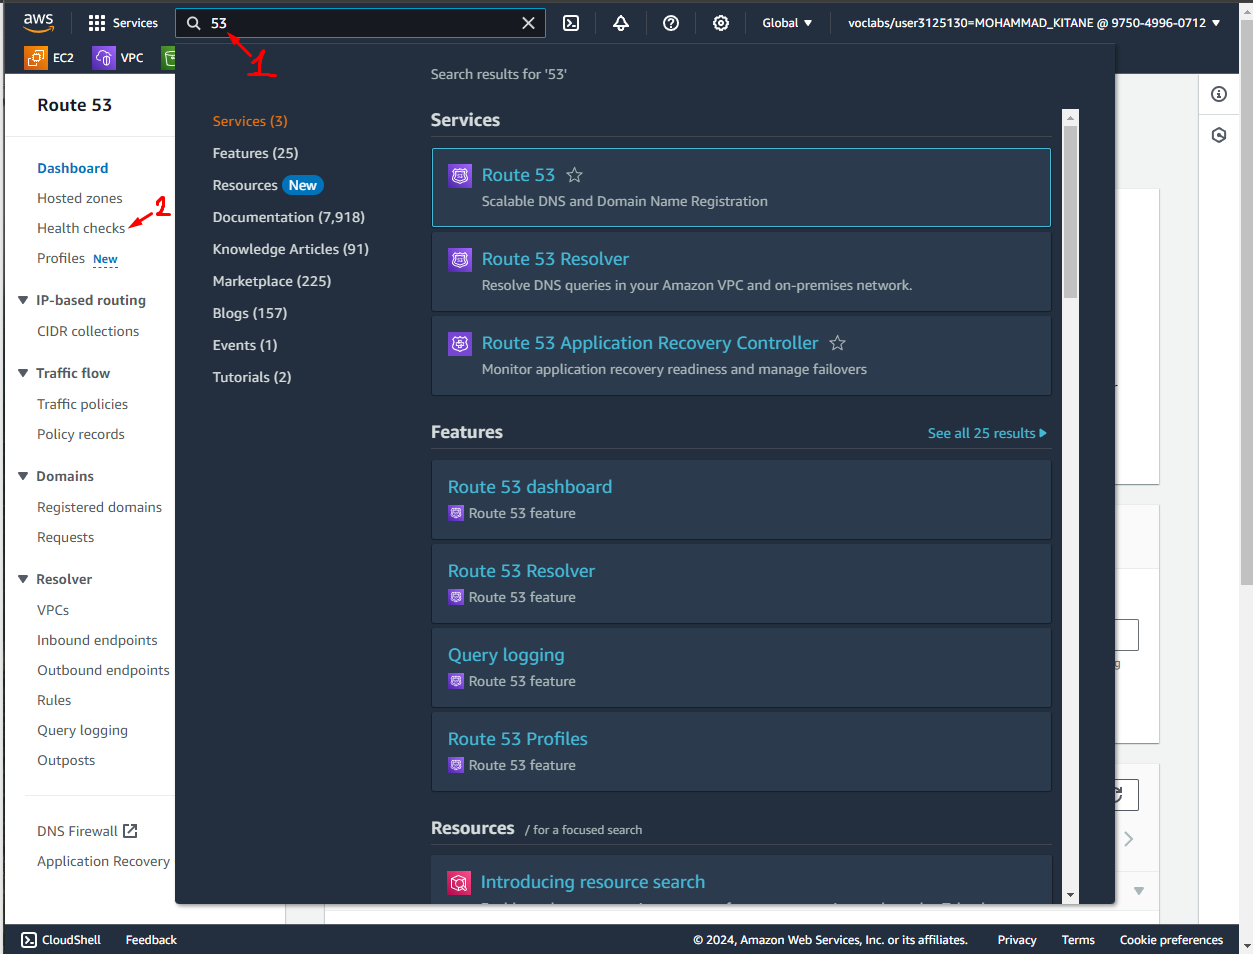 aws
Services
53
Global
voclabs/user3125130=MOHAMMAD_KITANE @ 9750-4996-0712
EC2
VPC
1
Route 53
Dashboard
Hosted zones
Health checks
2
Profiles New
IP-based routing
CIDR collections
Traffic flow
Traffic policies
Policy records
Domains
Registered domains
Requests
Resolver
VPCs
Inbound endpoints
Outbound endpoints
Rules
Query logging
Outposts
DNS Firewall
Application Recovery
Search results for '53'
Services (3)
Features (25)
Resources New
Documentation (7,918)
Knowledge Articles (91)
Marketplace (225)
Blogs (157)
Events (1)
Tutorials (2)
Services
Route 53
Scalable DNS and Domain Name Registration
Route 53 Resolver
Resolve DNS queries in your Amazon VPC and on-premises network.
Route 53 Application Recovery Controller
Monitor application recovery readiness and manage failovers
Features
See all 25 results
Route 53 dashboard
Route 53 feature
Route 53 Resolver
Route 53 feature
Query logging
Route 53 feature
Route 53 Profiles
Route 53 feature
Resources / for a focused search
Introducing resource search
CloudShell
Feedback
© 2024, Amazon Web Services, Inc. or its affiliates.
Privacy
Terms
Cookie preferences